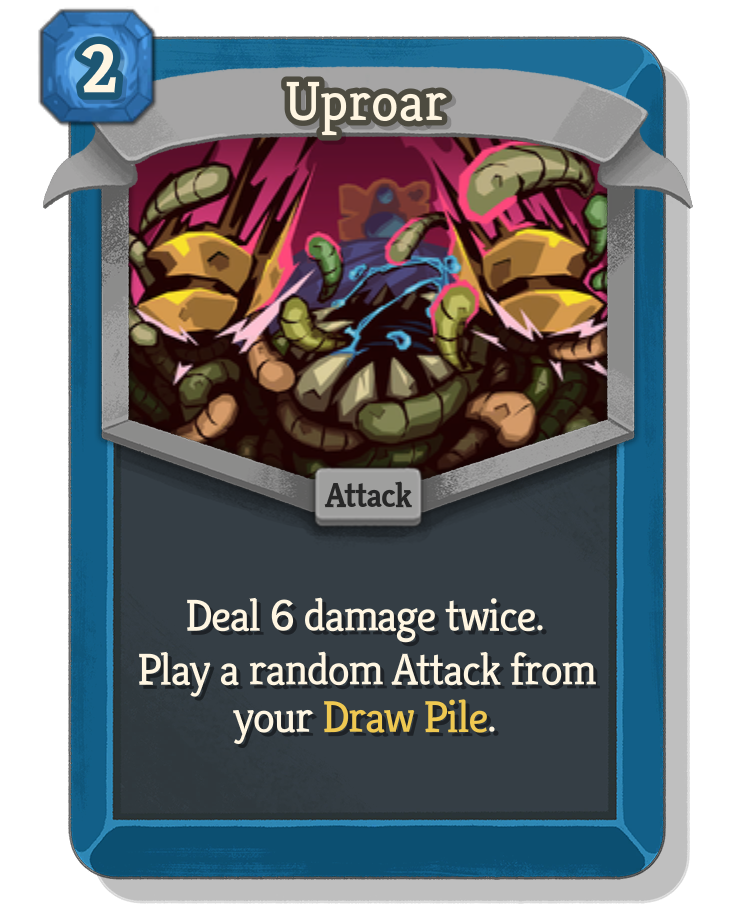 2
Uproar
Attack
Deal 6 damage twice.
Play a random Attack from
your Draw Pile.